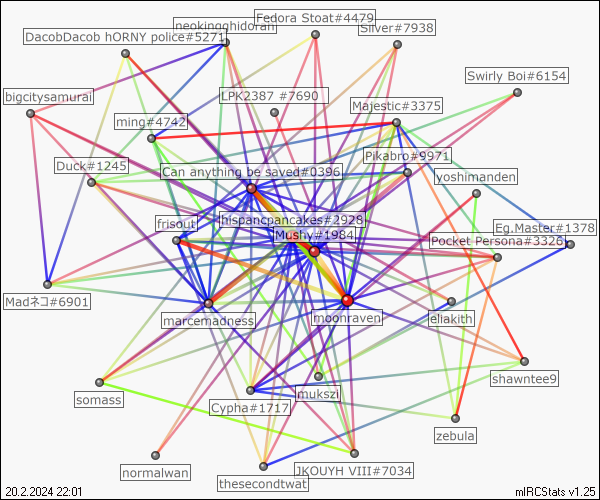 Fedora Stoat#4479
neokingghidorah
Silver#7938
DacobDacob hORNY police#5271
Swirly Boi#6154
LPK2387 #7690
bigcitysamurai
Majestic#3375
ming#4742
Pikabro#9971
Duck#1245
Can anything be saved#0396
yoshimanden
hispancpancakes#2928
frisout
Eg.Master#1378
Mushy#1984
Pocket Persona#3326
Madネコ#6901
marcemadness
moonraven
eliakith
shawntee9
mukszi
somass
Cypha#1717
zebula
normalwan
JKOUYH VIII#7034
thesecondtwat
20.2.2024 22:01
mIRCStats v1.25